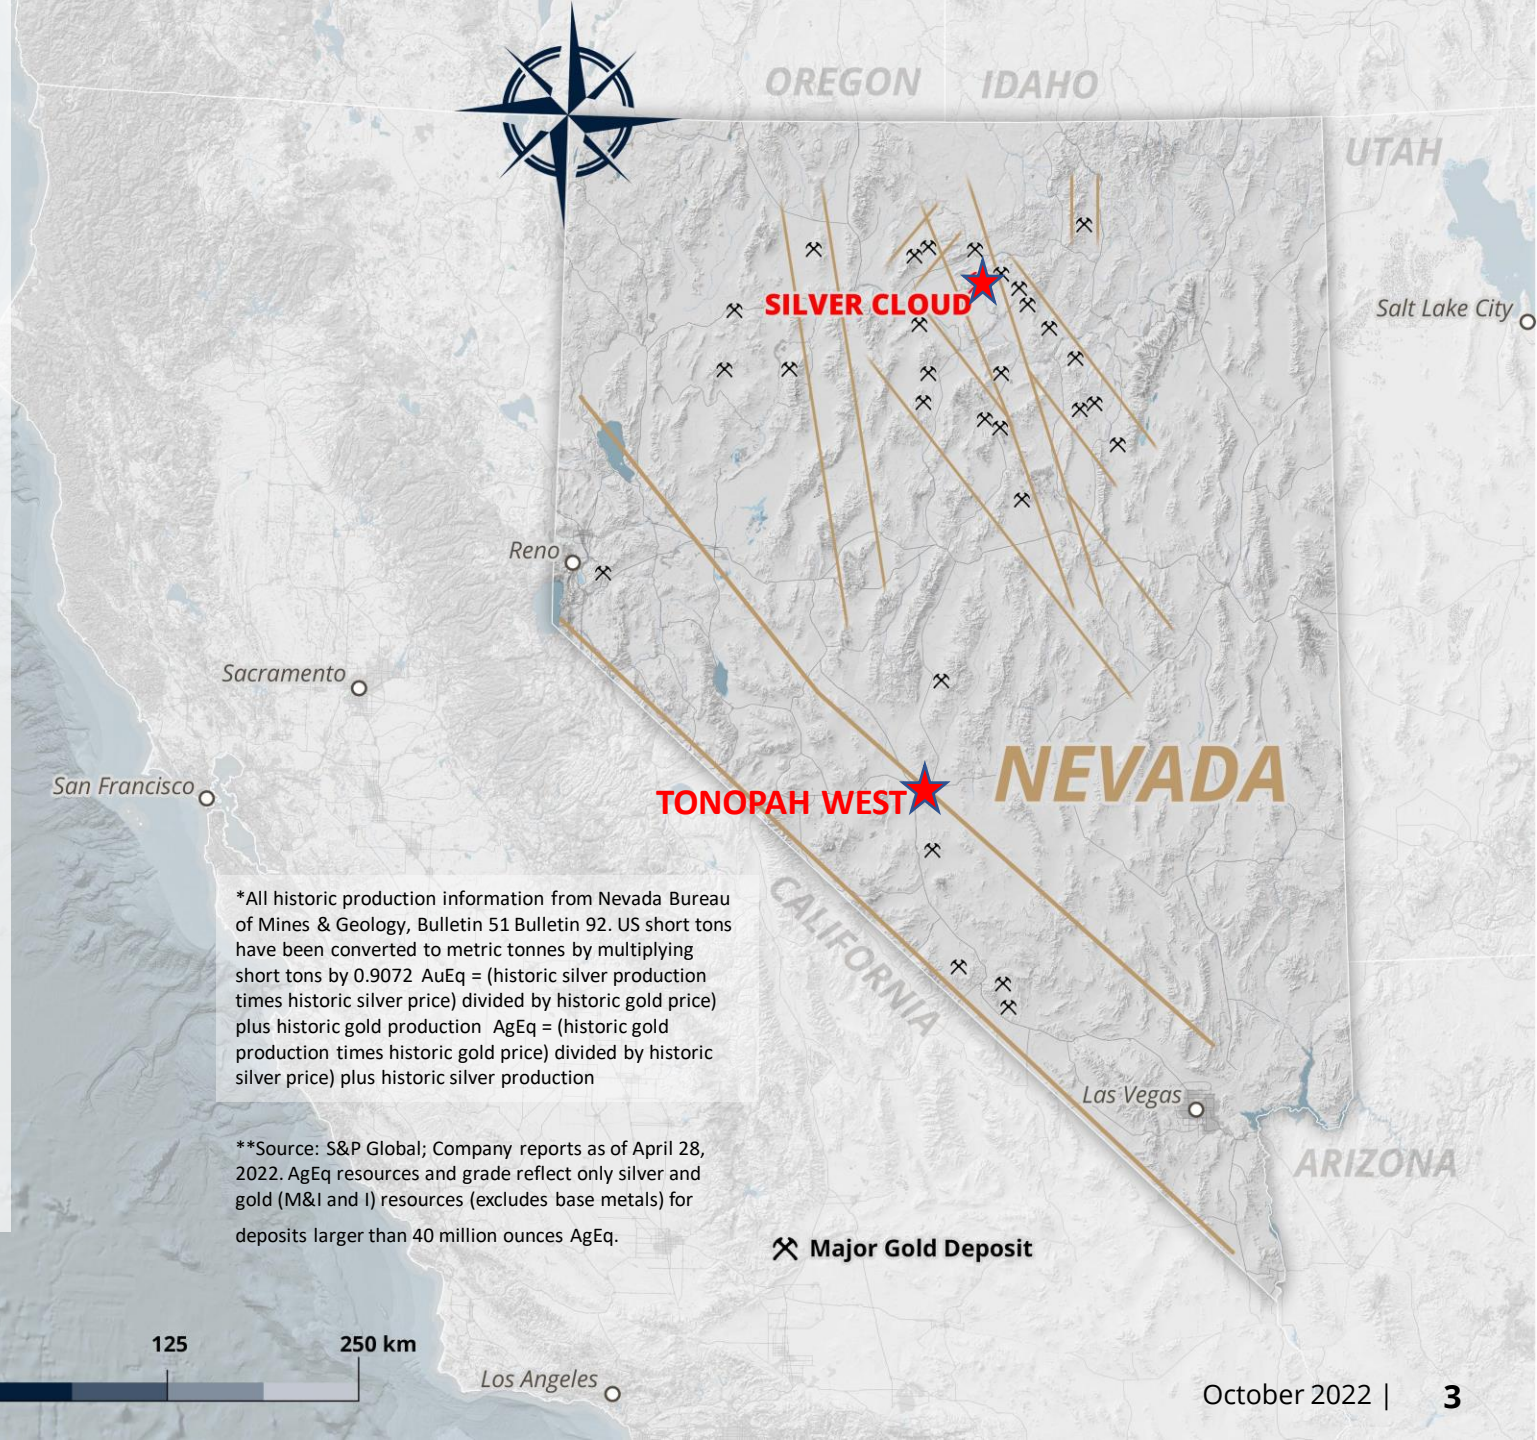 OREGON
IDAHO
UTAH
Salt Lake City
SILVER CLOUD
Reno
Sacramento
San Francisco
NEVADA
TONOPAH WEST
CALIFORNIA
*All historic production information from Nevada Bureau
of Mines & Geology, Bulletin 51 Bulletin 92. US short tons
have been converted to metric tonnes by multiplying
short tons by 0.9072 AuEq = (historic silver production
times historic silver price) divided by historic gold price)
plus historic gold production AgEq = (historic gold
production times historic gold price) divided by historic
silver price) plus historic silver production
Las Vegas
ARIZONA
**Source: S&P Global; Company reports as of April 28,
2022. AgEq resources and grade reflect only silver and
gold (M&I and I) resources (excludes base metals) for
deposits larger than 40 million ounces AgEq.
Major Gold Deposit
125
250 km
Los Angeles
October 2022 | 3